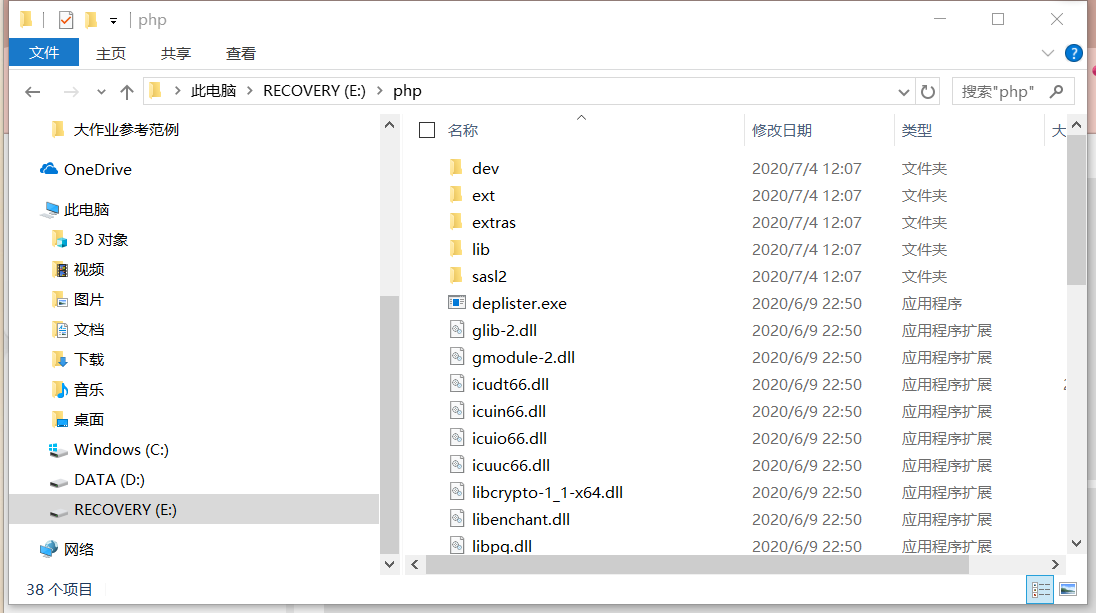 php
文件 主页 共享 查看
此电脑 RECOVERY (E:) php 搜索"php"
大作业参考范例
OneDrive
此电脑
3D 对象
视频
图片
文档
下载
音乐
桌面
Windows (C:)
DATA (D:)
RECOVERY (E:)
网络
名称 修改日期 类型 大
dev 2020/7/4 12:07 文件夹
ext 2020/7/4 12:07 文件夹
extras 2020/7/4 12:07 文件夹
lib 2020/7/4 12:07 文件夹
sasl2 2020/7/4 12:07 文件夹
deplister.exe 2020/6/9 22:50 应用程序
glib-2.dll 2020/6/9 22:50 应用程序扩展
gmodule-2.dll 2020/6/9 22:50 应用程序扩展
icudt66.dll 2020/6/9 22:50 应用程序扩展
icuin66.dll 2020/6/9 22:50 应用程序扩展
icuio66.dll 2020/6/9 22:50 应用程序扩展
icuuc66.dll 2020/6/9 22:50 应用程序扩展
libcrypto-1_1-x64.dll 2020/6/9 22:50 应用程序扩展
libenchant.dll 2020/6/9 22:50 应用程序扩展
libpq.dll 2020/6/9 22:50 应用程序扩展
38 个项目